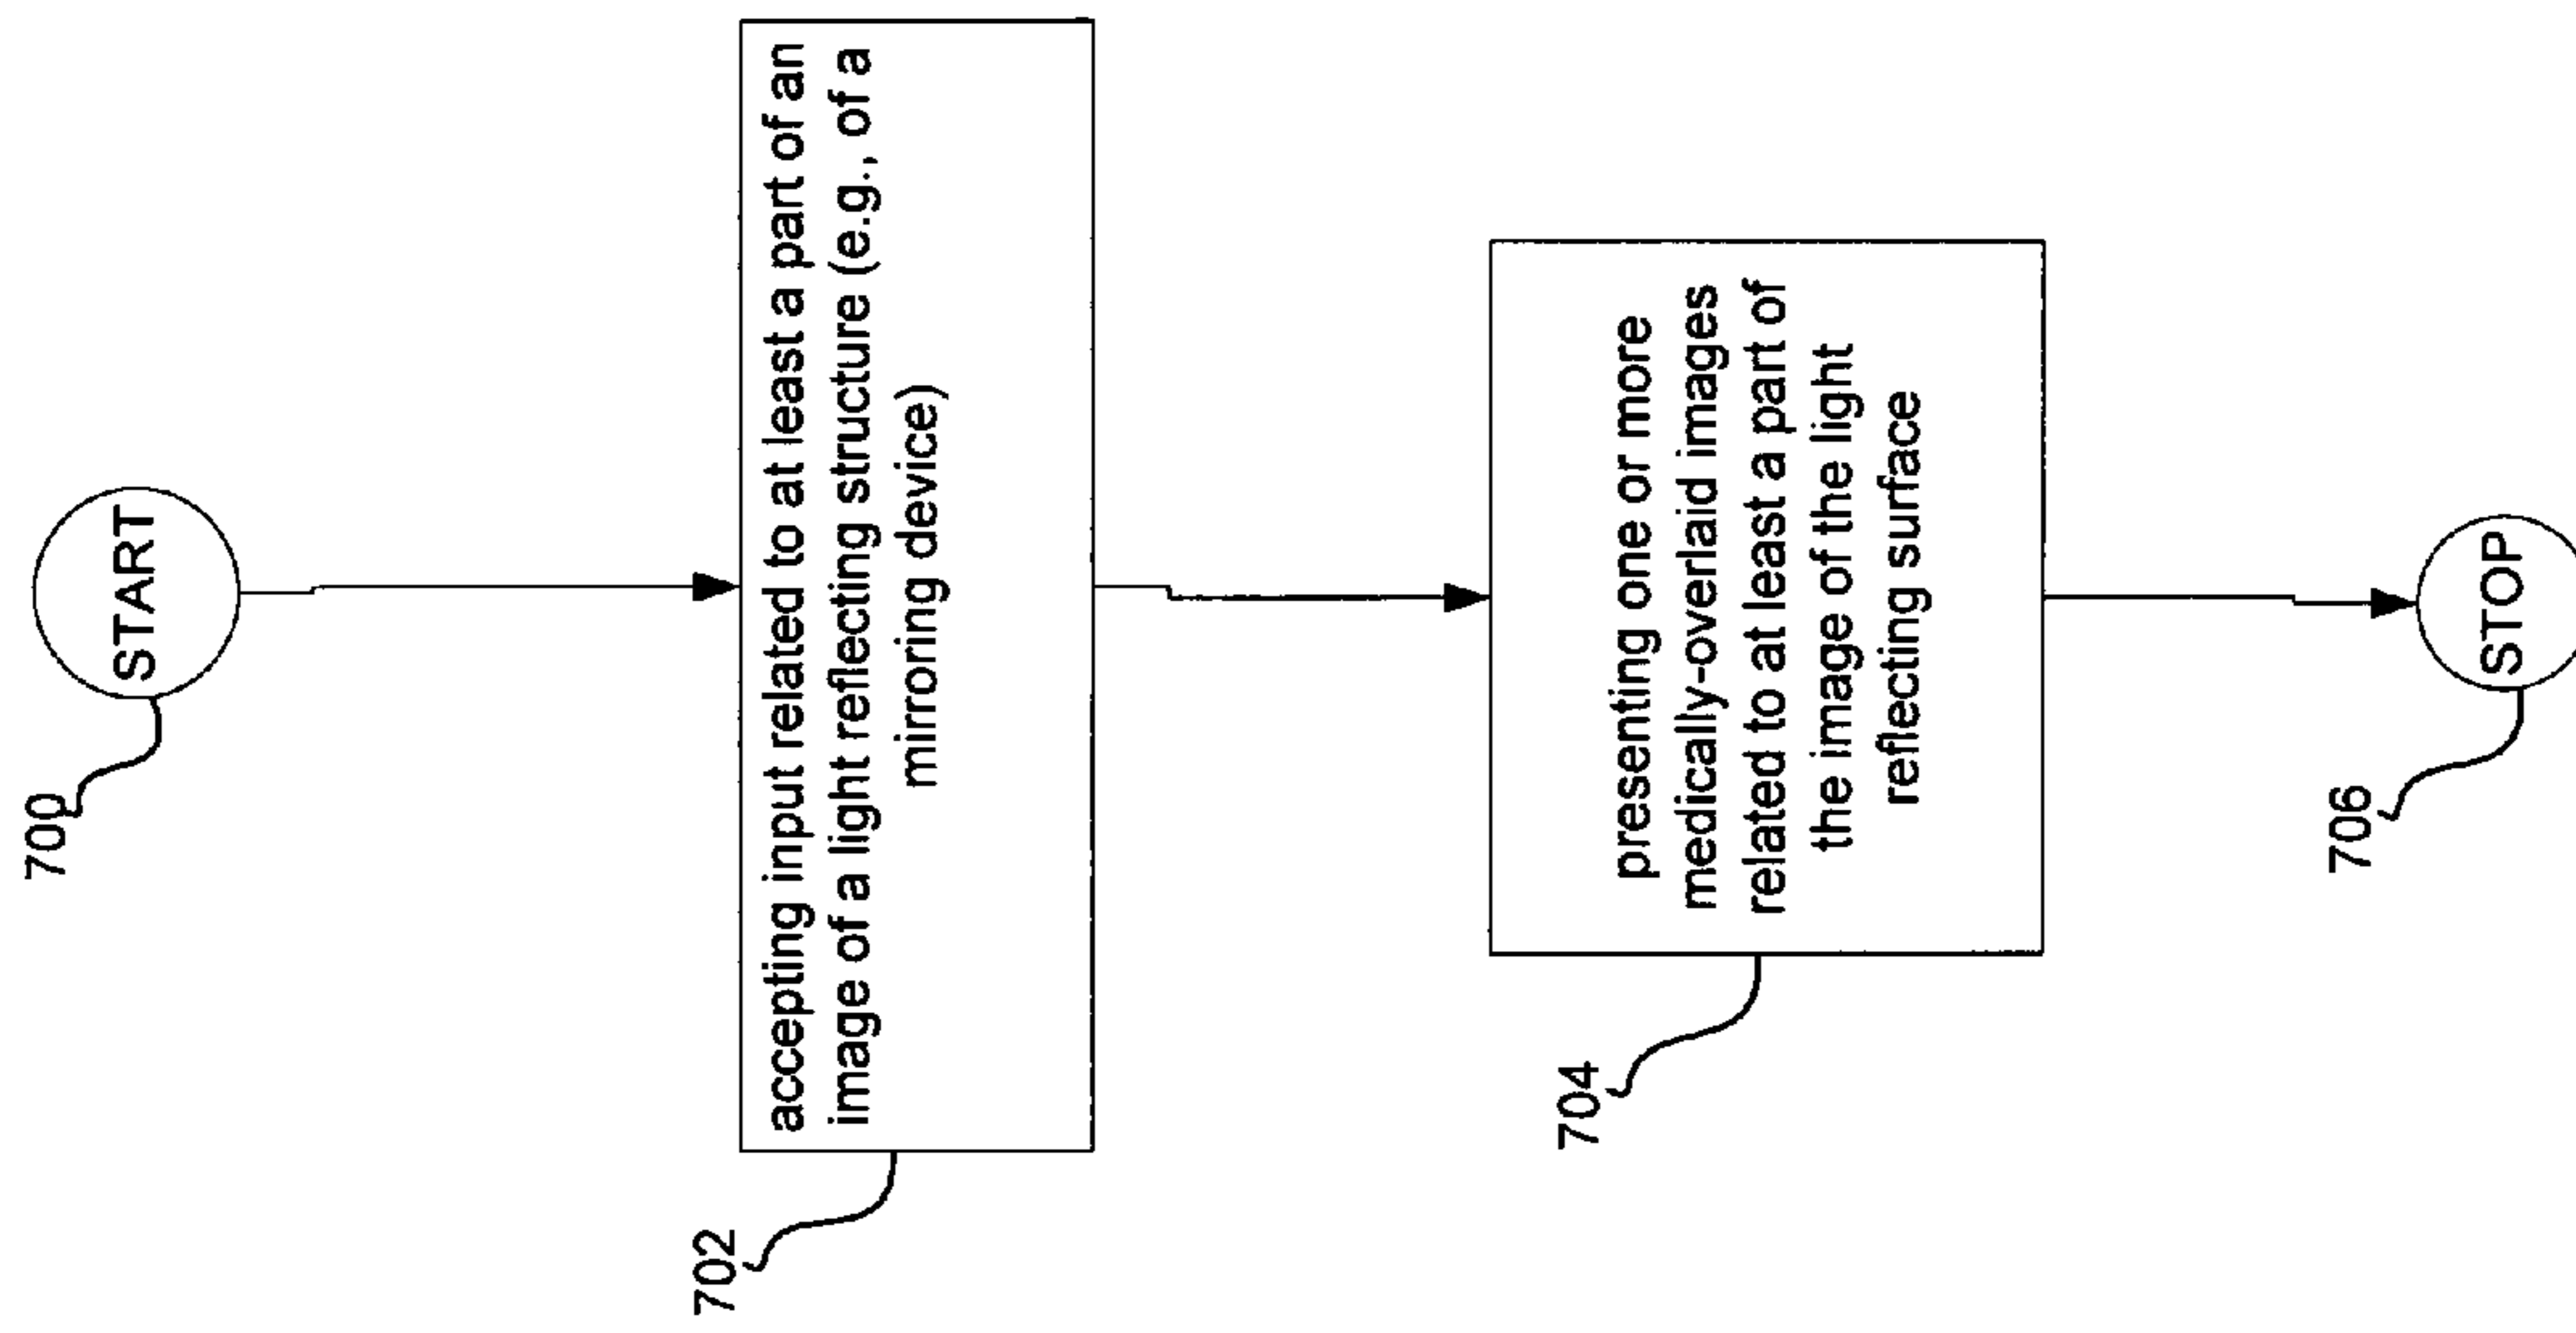 700
START
702
accepting input related to at least a part of an
image of a light reflecting structure (e.g., of a
mirroring device)
704
presenting one or more
medically-overlaid images
related to at least a part of
the image of the light
reflecting surface
706
STOP